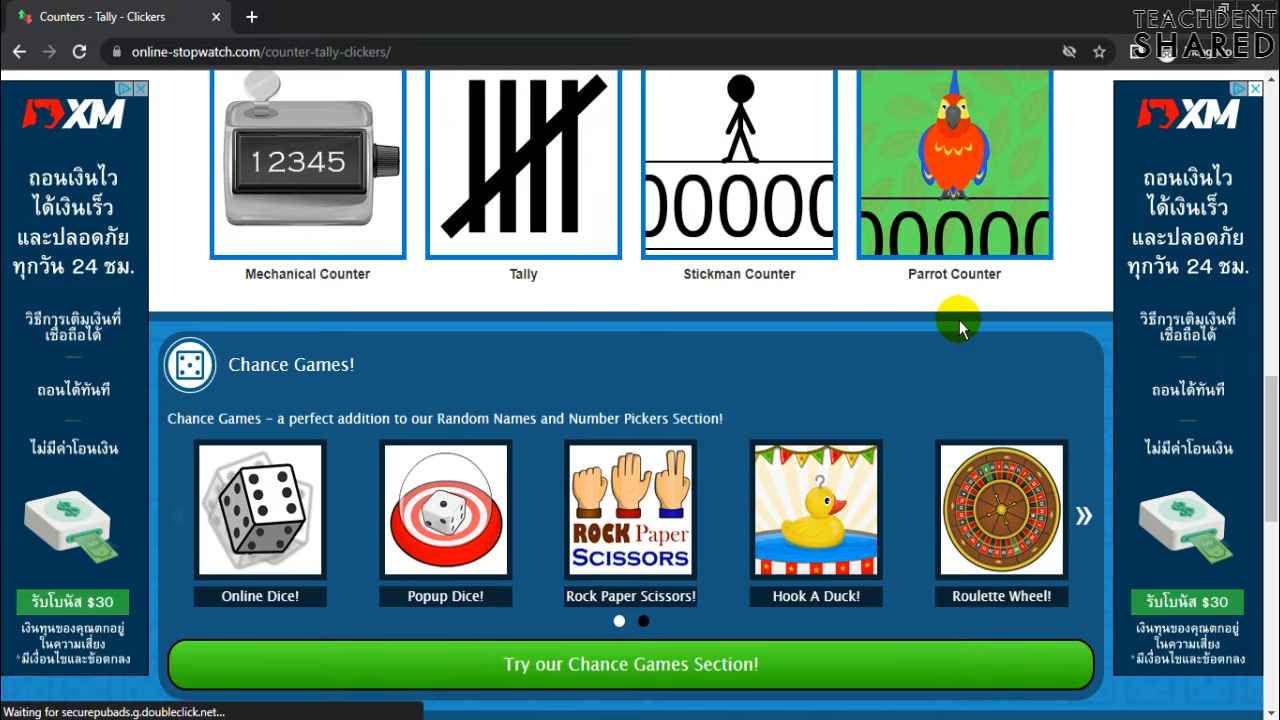 Counters - Tally - Clickers
TEACHDENT
SHARED
online-stopwatch.com/counter-tally-clickers/
XM
ถอนเงินไว
ได้เงินเร็ว
และปลอดภัย
ทุกวัน 24 ชม.
วิธีการเติมเงินที่
เชื่อถือได้
ถอนได้ทันที
ไม่มีค่าโอนเงิน
รับโบนัส $30
เงินทุนของคุณตกอยู่
ในความเสี่ยง
*มีเงื่อนไขและข้อตกลง
12345
00000
00000
Mechanical Counter
Tally
Stickman Counter
Parrot Counter
Chance Games!
Chance Games - a perfect addition to our Random Names and Number Pickers Section!
ROCK Paper
SCISSORS
Online Dice!
Popup Dice!
Rock Paper Scissors!
Hook A Duck!
Roulette Wheel!
Try our Chance Games Section!
XM
ถอนเงินไว
ได้เงินเร็ว
และปลอดภัย
ทุกวัน 24 ชม.
วิธีการเติมเงินที่
เชื่อถือได้
ถอนได้ทันที
ไม่มีค่าโอนเงิน
รับโบนัส $30
เงินทุนของคุณตกอยู่
ในความเสี่ยง
*มีเงื่อนไขและข้อตกลง
Waiting for securepubads.g.doubleclick.net...